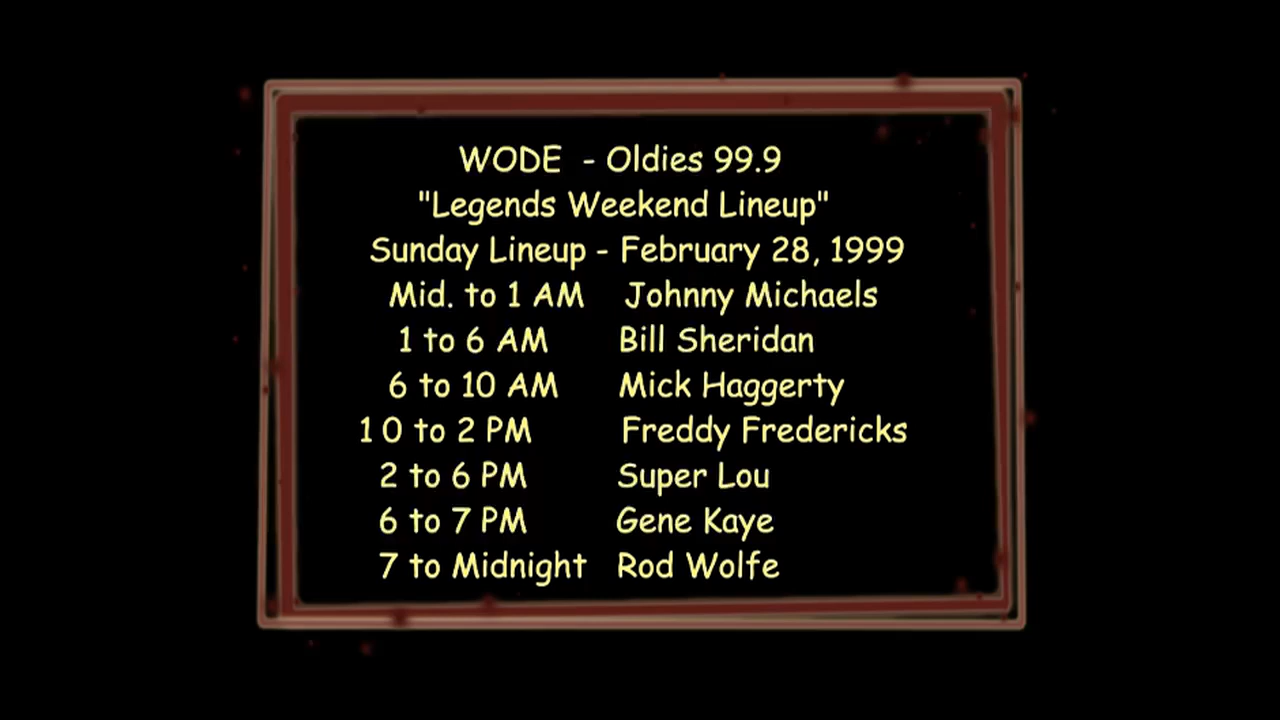 WODE - Oldies 99.9
"Legends Weekend Lineup"
Sunday Lineup - February 28, 1999
Mid. to 1 AM Johnny Michaels
1 to 6 AM Bill Sheridan
6 to 10 AM Mick Haggerty
10 to 2 PM Freddy Fredericks
2 to 6 PM Super Lou
6 to 7 PM Gene Kaye
7 to Midnight Rod Wolfe